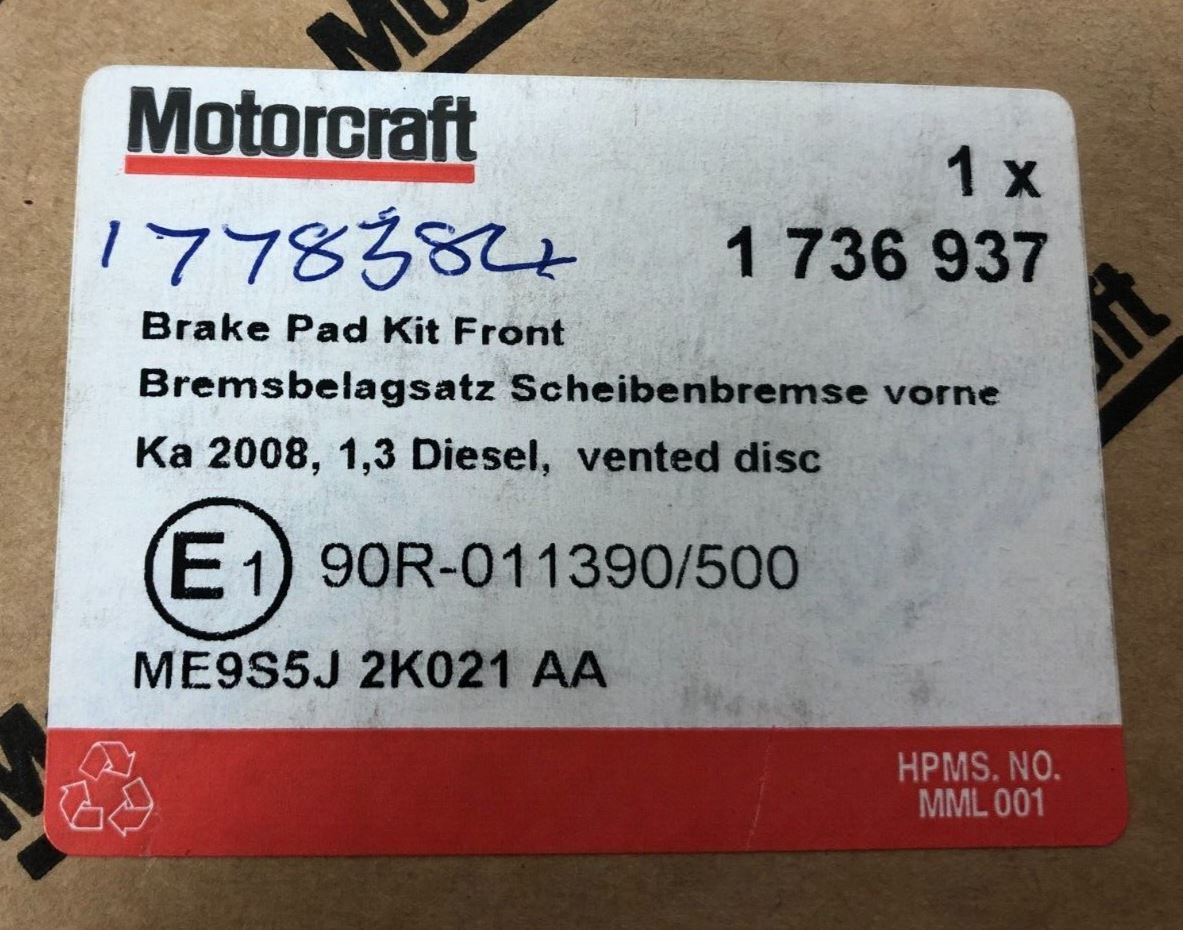 Motorcraft
1 x
1778384
1 736 937
Brake Pad Kit Front
Bremsbelagsatz Scheibenbremse vorne
Ka 2008, 1,3 Diesel, vented disc
E1 90R-011390/500
ME9S5J 2K021 AA
HPMS. NO.
MML 001